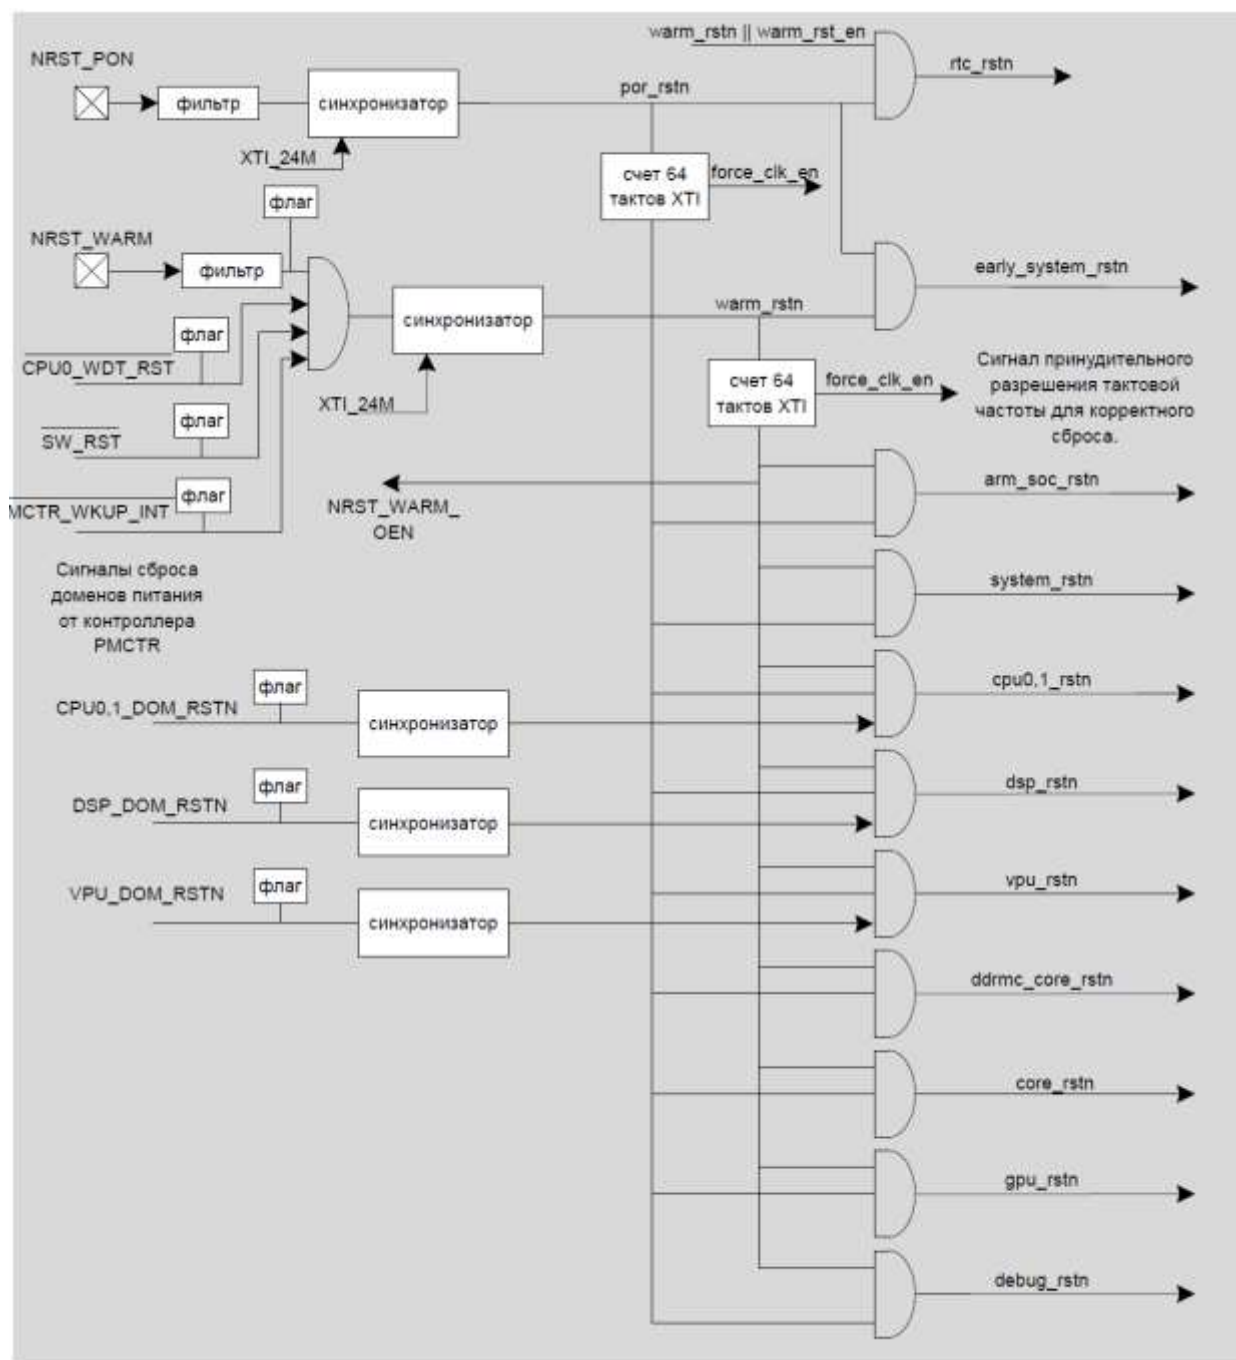 warm_rstn || warm_rst_en
rtc_rstn
NRST_PON
фильтр
синхронизатор
por_rstn
XTI_24M
счет 64
тактов XTI
force_clk_en
флаг
NRST_WARM
фильтр
early_system_rstn
warm_rstn
синхронизатор
флаг
CPU0_WDT_RST
XTI_24M
счет 64
тактов XTI
force_clk_en
Сигнал принудительного
разрешения тактовой
частоты для корректного
сброса.
флаг
SW_RST
флаг
MCTR_WKUP_INT
NRST_WARM_
OEN
arm_soc_rstn
Сигналы сброса
доменов питания
от контроллера
PMCTR
system_rstn
флаг
CPU0,1_DOM_RSTN
синхронизатор
cpu0,1_rstn
флаг
DSP_DOM_RSTN
синхронизатор
dsp_rstn
флаг
VPU_DOM_RSTN
синхронизатор
vpu_rstn
ddrmc_core_rstn
core_rstn
gpu_rstn
debug_rstn